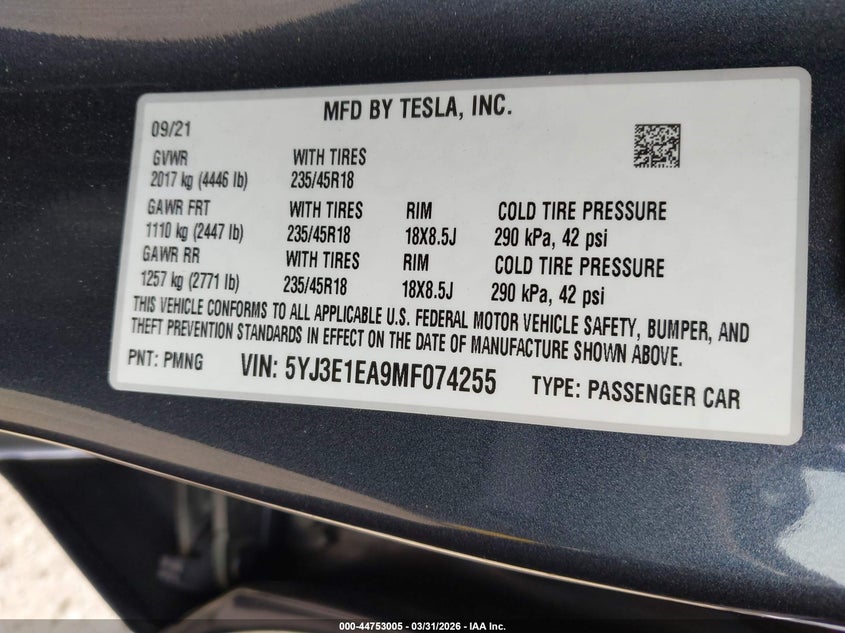 MFD BY TESLA, INC.
09/21
GVWR WITH TIRES
2017 kg (4446 lb) 235/45R18
GAWR FRT WITH TIRES RIM COLD TIRE PRESSURE
1110 kg (2447 lb) 235/45R18 18X8.5J 290 kPa, 42 psi
GAWR RR WITH TIRES RIM COLD TIRE PRESSURE
1257 kg (2771 lb) 235/45R18 18X8.5J 290 kPa, 42 psi
THIS VEHICLE CONFORMS TO ALL APPLICABLE U.S. FEDERAL MOTOR VEHICLE SAFETY, BUMPER, AND
THEFT PREVENTION STANDARDS IN EFFECT ON THE DATE OF MANUFACTURE SHOWN ABOVE.
PNT: PMNG VIN: 5YJ3E1EA9MF074255 TYPE: PASSENGER CAR
000-44753005 - 03/31/2026 - IAA Inc.